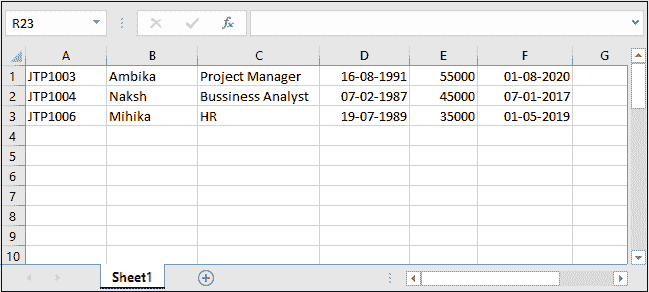 R23 fx
A B C D E F G
1 JTP1003 Ambika Project Manager 16-08-1991 55000 01-08-2020
2 JTP1004 Naksh Bussiness Analyst 07-02-1987 45000 07-01-2017
3 JTP1006 Mihika HR 19-07-1989 35000 01-05-2019
4
5
6
7
8
9
10
Sheet1